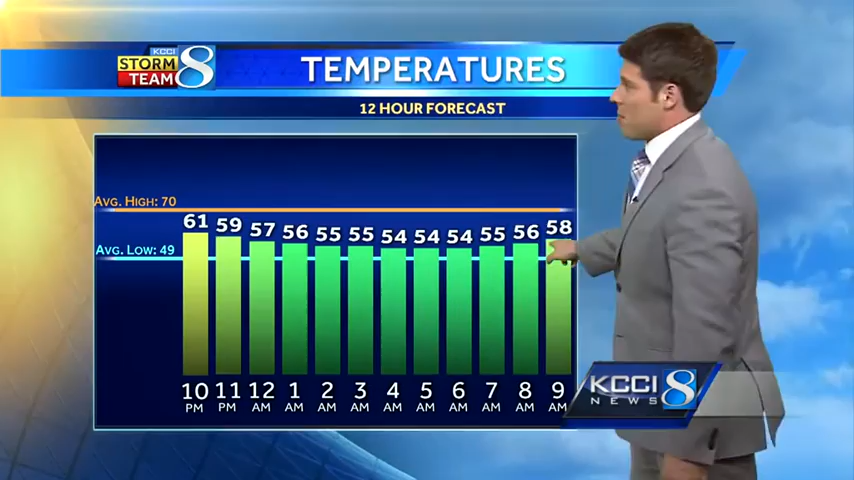 KCCI
STORM
TEAM 8
TEMPERATURES
12 HOUR FORECAST
AVG. HIGH: 70
AVG. LOW: 49
61 59 57 56 55 55 54 54 54 55 56 58
10 11 12 1 2 3 4 5 6 7 8 9
PM PM AM AM AM AM AM AM AM AM AM AM
KCCI 8
NEWS